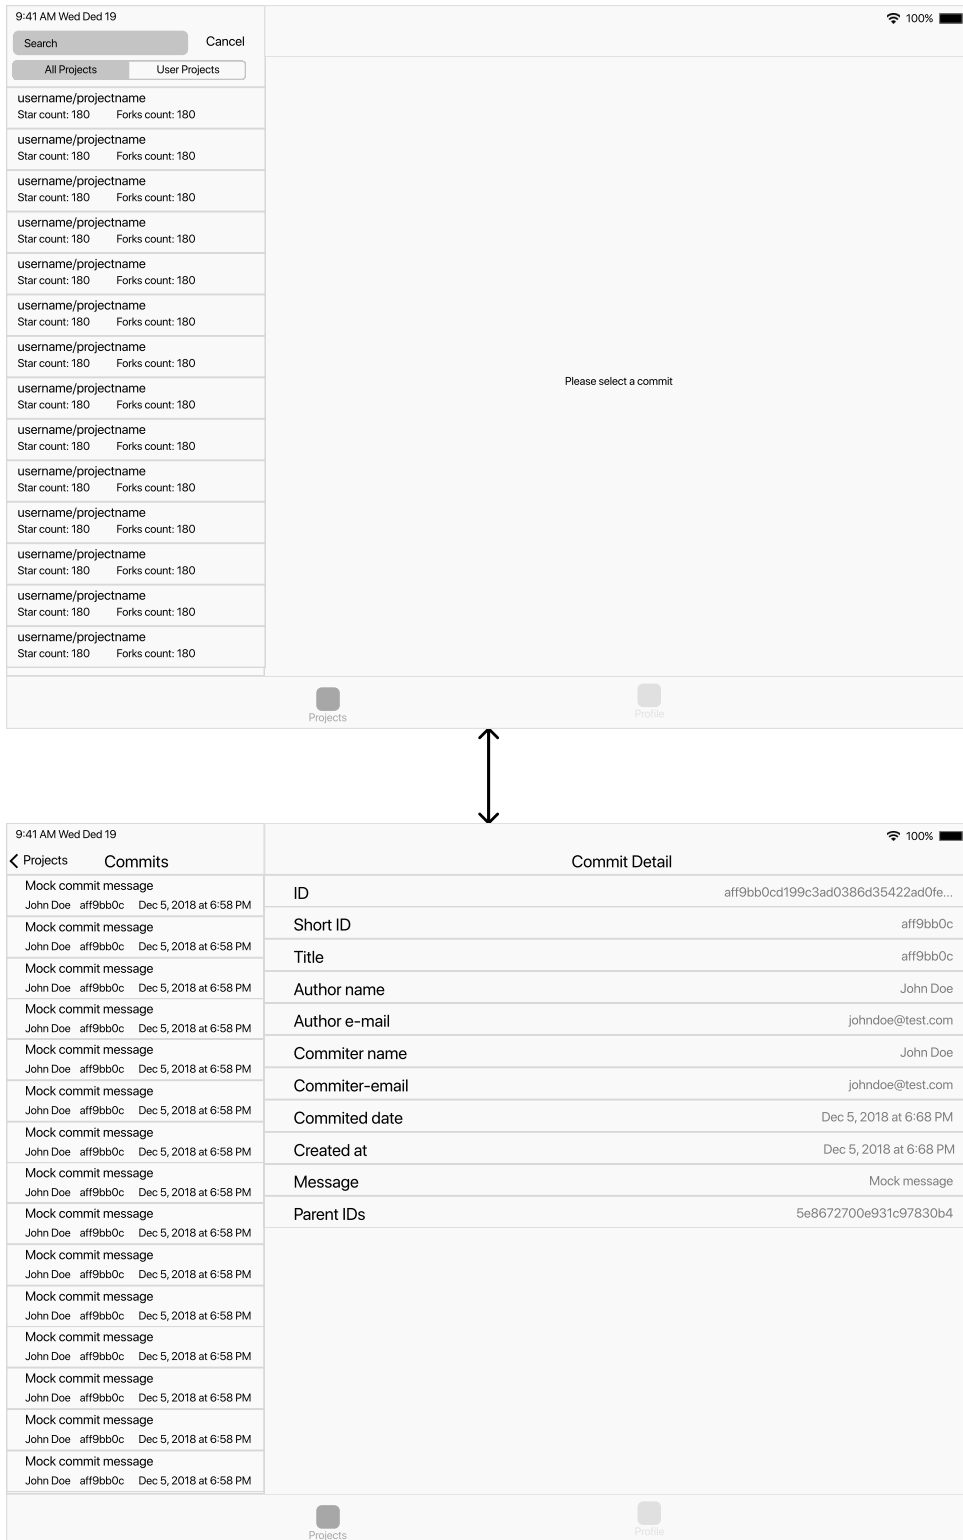 9:41 AM Wed Ded 19
100%
Search
Cancel
All Projects
User Projects
username/projectname
Star count: 180 Forks count: 180
username/projectname
Star count: 180 Forks count: 180
username/projectname
Star count: 180 Forks count: 180
username/projectname
Star count: 180 Forks count: 180
username/projectname
Star count: 180 Forks count: 180
username/projectname
Star count: 180 Forks count: 180
username/projectname
Star count: 180 Forks count: 180
username/projectname
Star count: 180 Forks count: 180
username/projectname
Star count: 180 Forks count: 180
username/projectname
Star count: 180 Forks count: 180
username/projectname
Star count: 180 Forks count: 180
username/projectname
Star count: 180 Forks count: 180
username/projectname
Star count: 180 Forks count: 180
username/projectname
Star count: 180 Forks count: 180
Please select a commit
Projects
Profile
9:41 AM Wed Ded 19
100%
Projects
Commits
Mock commit message
John Doe aff9bb0c Dec 5, 2018 at 6:58 PM
Mock commit message
John Doe aff9bb0c Dec 5, 2018 at 6:58 PM
Mock commit message
John Doe aff9bb0c Dec 5, 2018 at 6:58 PM
Mock commit message
John Doe aff9bb0c Dec 5, 2018 at 6:58 PM
Mock commit message
John Doe aff9bb0c Dec 5, 2018 at 6:58 PM
Mock commit message
John Doe aff9bb0c Dec 5, 2018 at 6:58 PM
Mock commit message
John Doe aff9bb0c Dec 5, 2018 at 6:58 PM
Mock commit message
John Doe aff9bb0c Dec 5, 2018 at 6:58 PM
Mock commit message
John Doe aff9bb0c Dec 5, 2018 at 6:58 PM
Mock commit message
John Doe aff9bb0c Dec 5, 2018 at 6:58 PM
Mock commit message
John Doe aff9bb0c Dec 5, 2018 at 6:58 PM
Mock commit message
John Doe aff9bb0c Dec 5, 2018 at 6:58 PM
Mock commit message
John Doe aff9bb0c Dec 5, 2018 at 6:58 PM
Mock commit message
John Doe aff9bb0c Dec 5, 2018 at 6:58 PM
Mock commit message
John Doe aff9bb0c Dec 5, 2018 at 6:58 PM
Commit Detail
ID aff9bb0cd199c3ad0386d35422ad0fe...
Short ID aff9bb0c
Title aff9bb0c
Author name John Doe
Author e-mail johndoe@test.com
Commiter name John Doe
Commiter-email johndoe@test.com
Commited date Dec 5, 2018 at 6:68 PM
Created at Dec 5, 2018 at 6:68 PM
Message Mock message
Parent IDs 5e8672700e931c97830b4
Projects
Profile